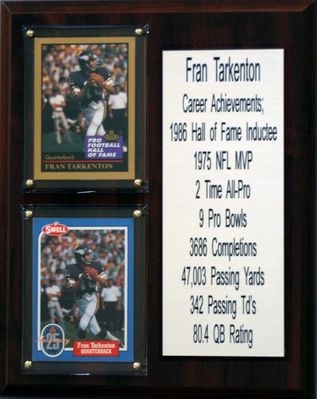 PRO
FOOTBALL
HALL
OF FAME
Quarterback
FRAN TARKENTON
SWELL
25
Fran Tarkenton
QUARTERBACK
Fran Tarkenton
Career Achievements;
1986 Hall of Fame Inductee
1975 NFL MVP
2 Time All-Pro
9 Pro Bowls
3686 Completions
47,003 Passing Yards
342 Passing Td's
80.4 QB Rating